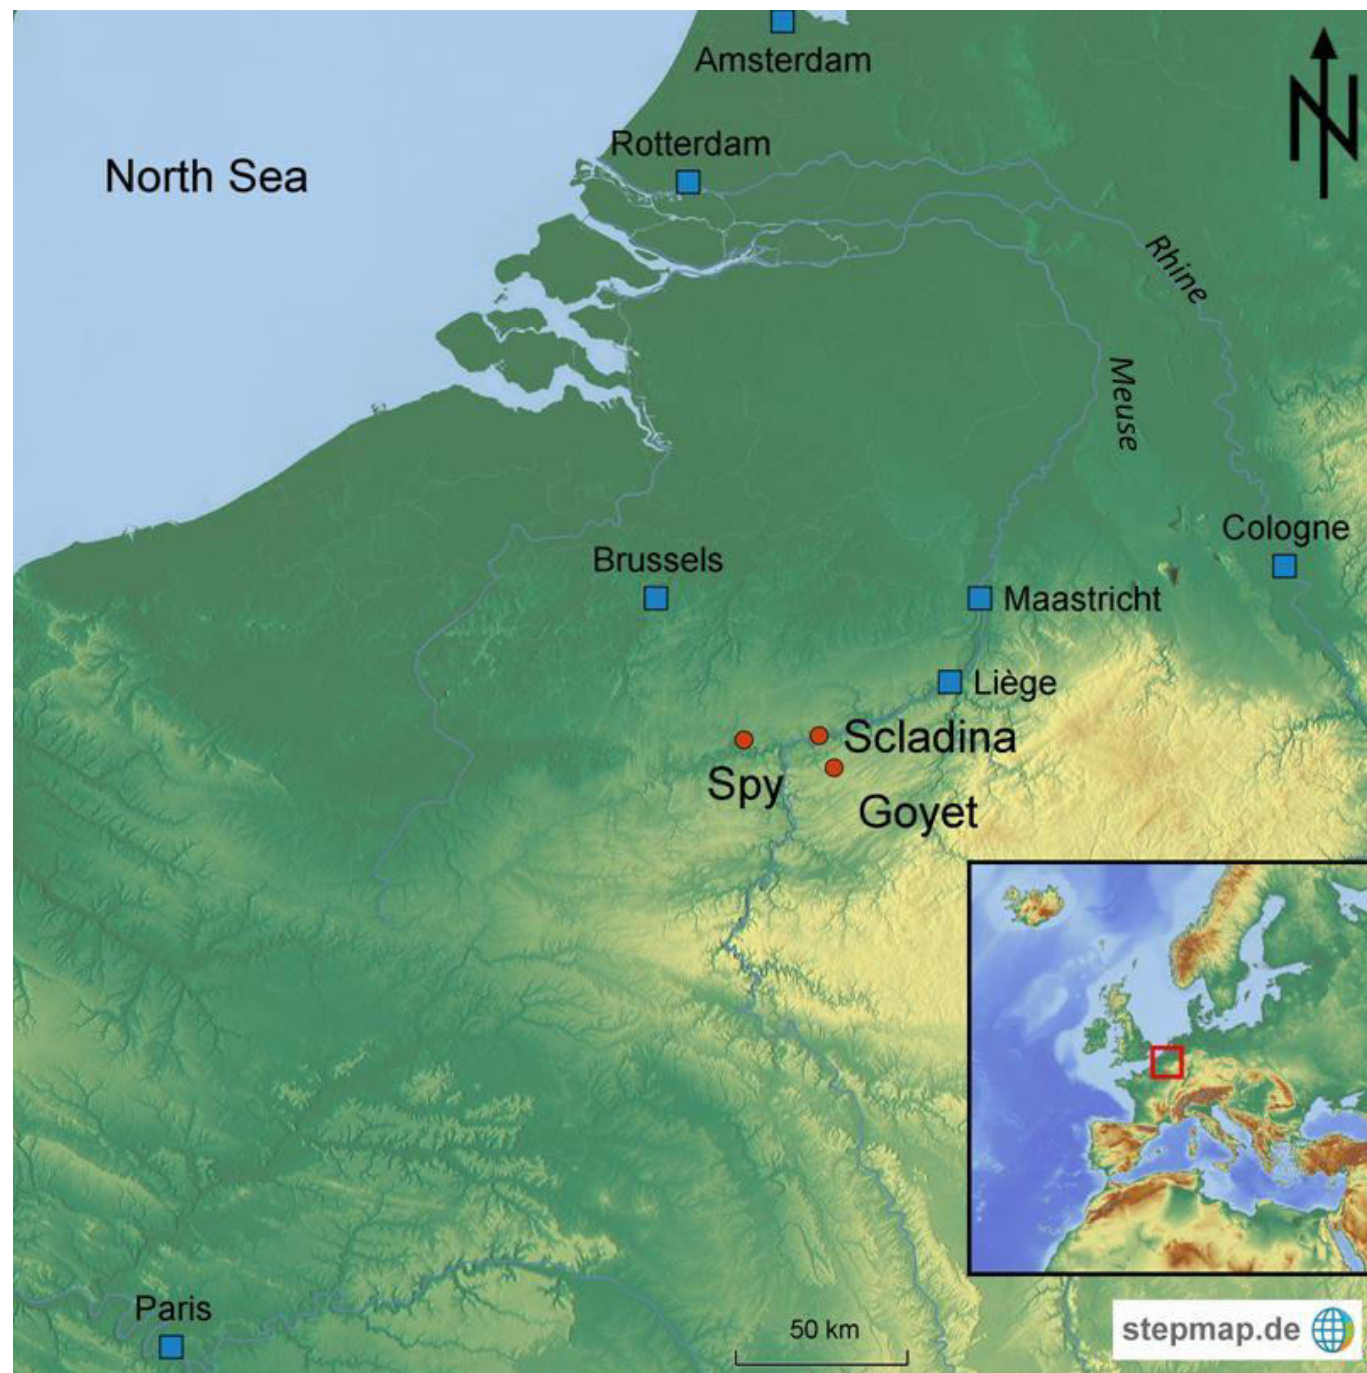 Amsterdam
Rotterdam
N
North Sea
Rhine
Meuse
Cologne
Brussels
Maastricht
Liège
Scladina
Spy
Goyet
Paris
50 km
stepmap.de